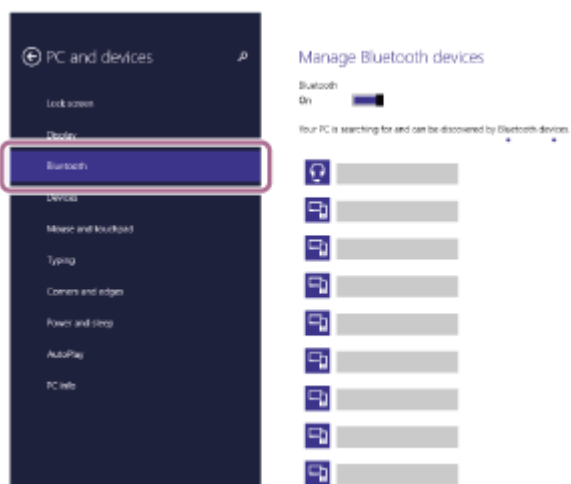 PC and devices
Lock screen
Display
Bluetooth
Devices
Mouse and touchpad
Typing
Corners and edges
Power and sleep
AutoPlay
PC info
Manage Bluetooth devices
Bluetooth
On
Your PC is searching for and can be discovered by Bluetooth devices.